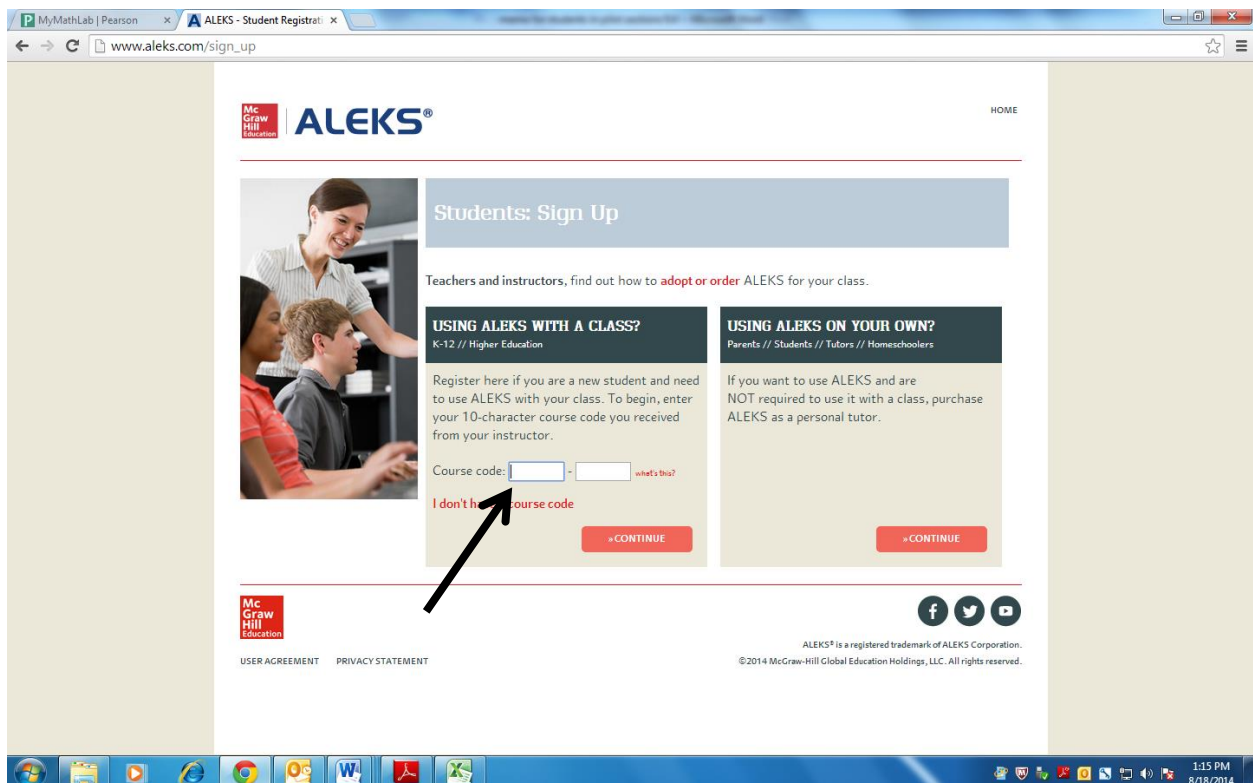 MyMathLab | Pearson
ALEKS - Student Registrati
www.aleks.com/sign_up
Mc
Graw
Hill
Education
ALEKS®
HOME
Students: Sign Up
Teachers and instructors, find out how to adopt or order ALEKS for your class.
USING ALEKS WITH A CLASS?
K-12 // Higher Education
Register here if you are a new student and need
to use ALEKS with your class. To begin, enter
your 10-character course code you received
from your instructor.
Course code: - what's this?
I don't ha course code
»CONTINUE
USING ALEKS ON YOUR OWN?
Parents // Students // Tutors // Homeschoolers
If you want to use ALEKS and are
NOT required to use it with a class, purchase
ALEKS as a personal tutor.
»CONTINUE
Mc
Graw
Hill
Education
USER AGREEMENT PRIVACY STATEMENT
ALEKS® is a registered trademark of ALEKS Corporation.
©2014 McGraw-Hill Global Education Holdings, LLC. All rights reserved.
1:15 PM
8/18/2014